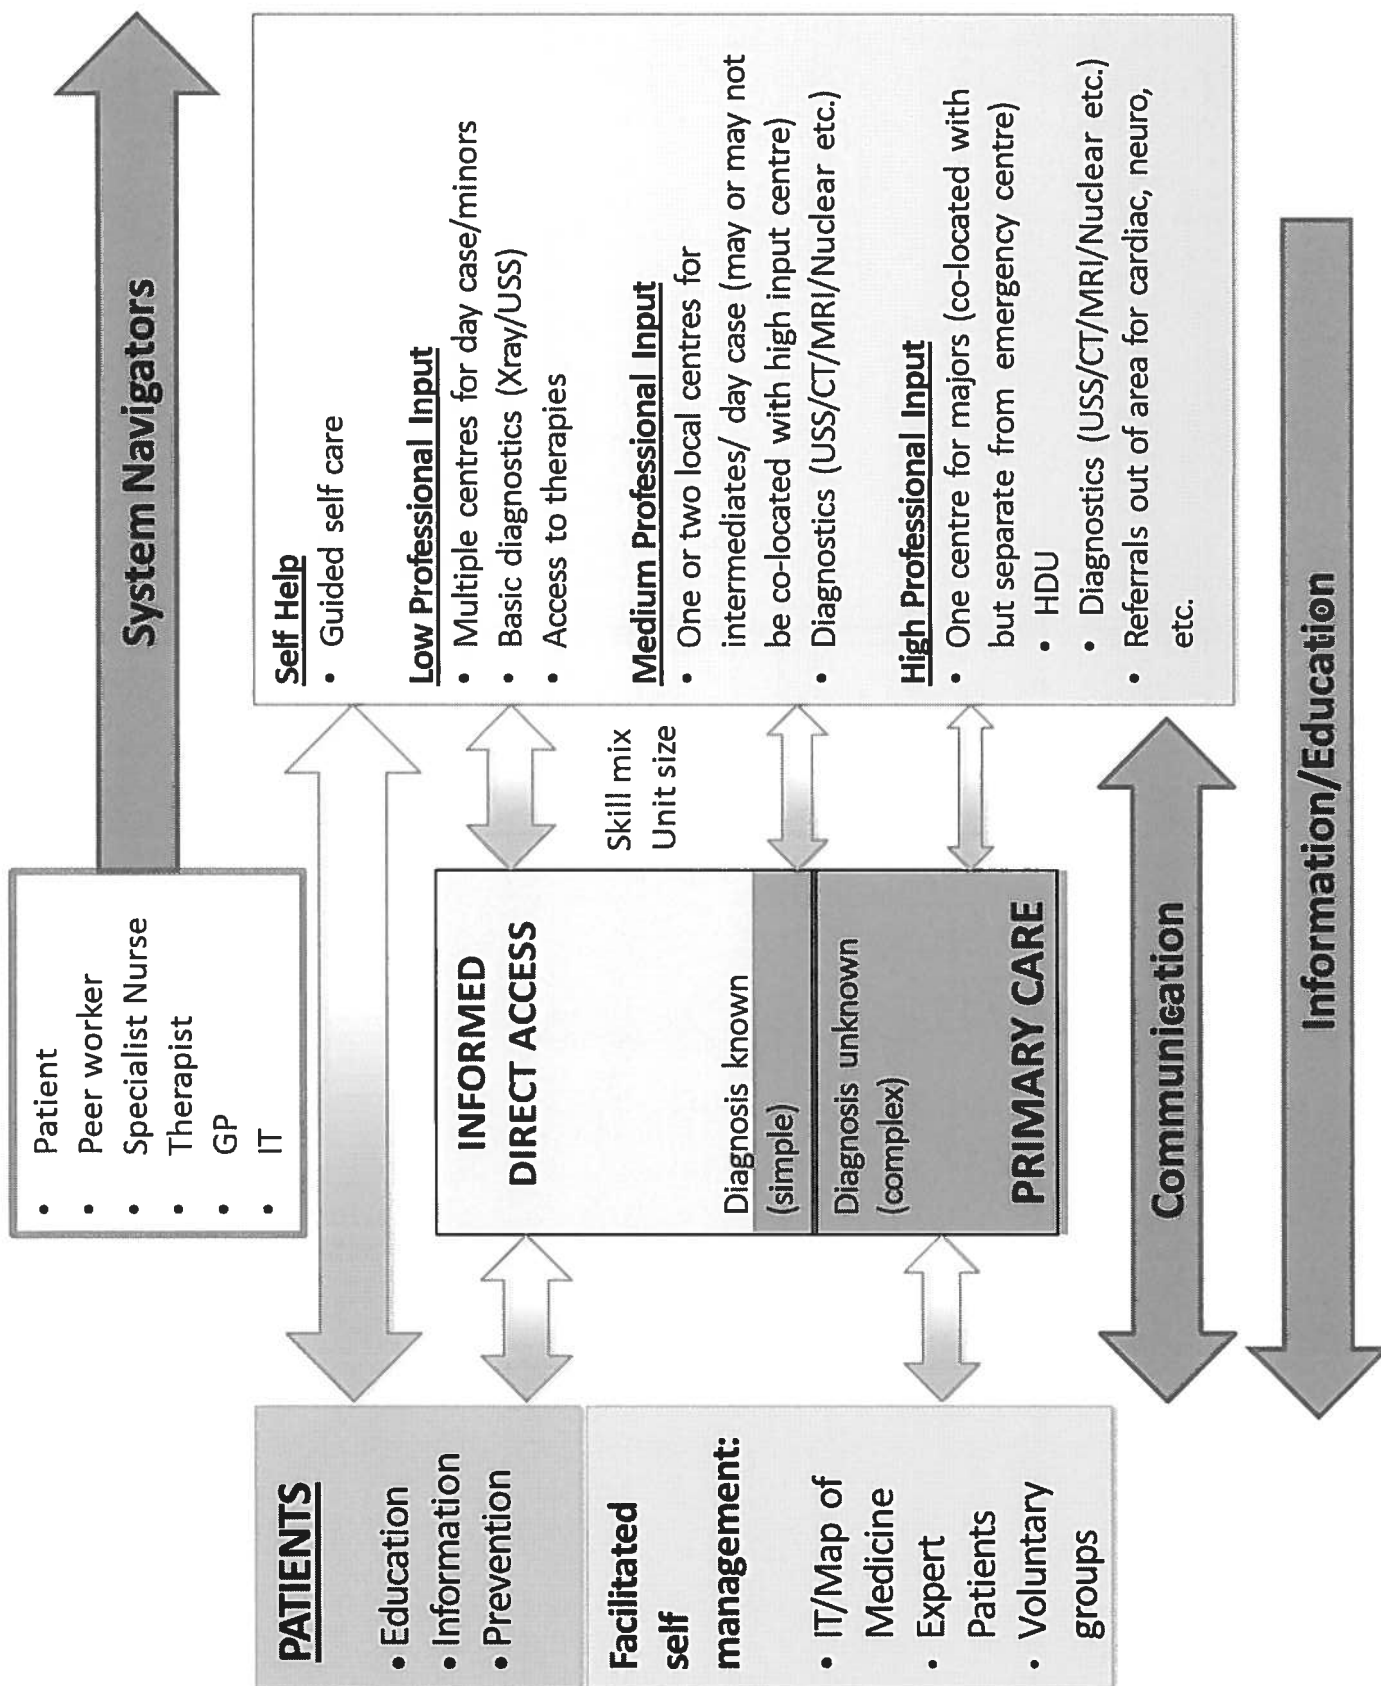 • Patient
• Peer worker
• Specialist Nurse
• Therapist
• GP
• IT
System Navigators
PATIENTS
• Education
• Information
• Prevention
Facilitated
self
management:
• IT/Map of
Medicine
• Expert
Patients
• Voluntary
groups
INFORMED
DIRECT ACCESS
Diagnosis known
(simple)
Diagnosis unknown
(complex)
PRIMARY CARE
Skill mix
Unit size
Self Help
• Guided self care
Low Professional Input
• Multiple centres for day case/minors
• Basic diagnostics (Xray/USS)
• Access to therapies
Medium Professional Input
• One or two local centres for
intermediates/ day case (may or may not
be co-located with high input centre)
• Diagnostics (USS/CT/MRI/Nuclear etc.)
High Professional Input
• One centre for majors (co-located with
but separate from emergency centre)
• HDU
• Diagnostics (USS/CT/MRI/Nuclear etc.)
• Referrals out of area for cardiac, neuro,
etc.
Communication
Information/Education